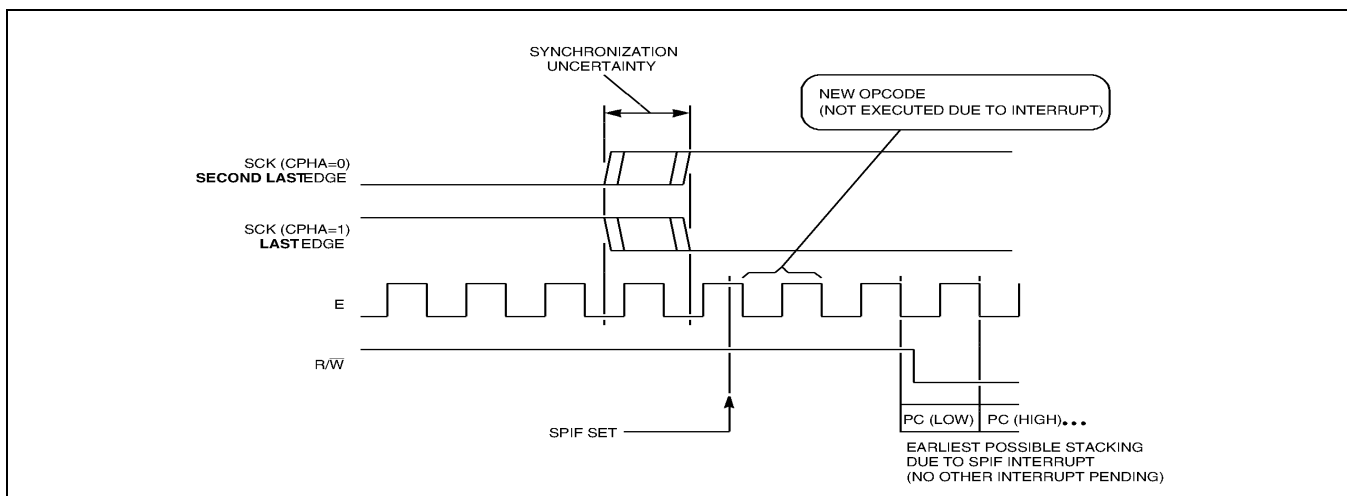 SYNCHRONIZATION
UNCERTAINTY
NEW OPCODE
(NOT EXECUTED DUE TO INTERRUPT)
SCK (CPHA=0)
SECOND LASTEDGE
SCK (CPHA=1)
LASTEDGE
E
R/W̅
SPIF SET
PC (LOW) PC (HIGH)...
EARLIEST POSSIBLE STACKING
DUE TO SPIF INTERRUPT
(NO OTHER INTERRUPT PENDING)